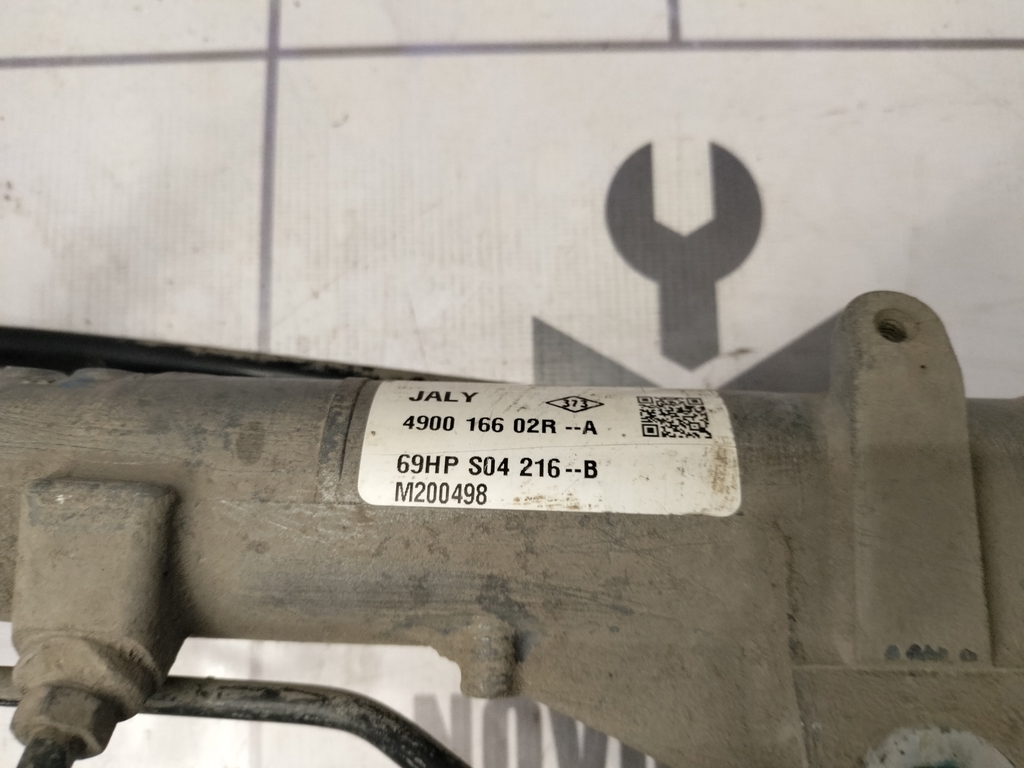 JALY
373
4900 166 02R --A
69HP S04 216--B
M200498